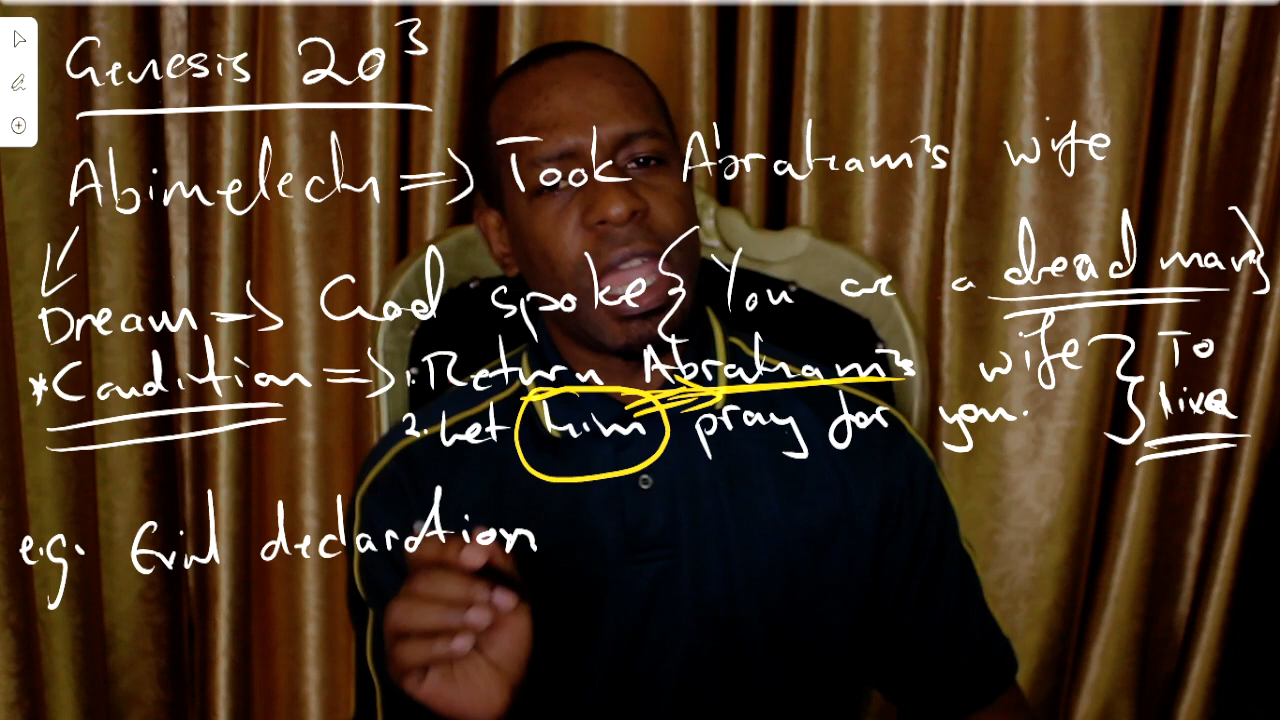 Genesis 20³
Abimelech => Took Abraham's wife
Dream => God spoke { You are a dead man }
*Condition => 1. Return Abraham's wife } To
2. Let him pray for you. live
e.g. Evil declaration